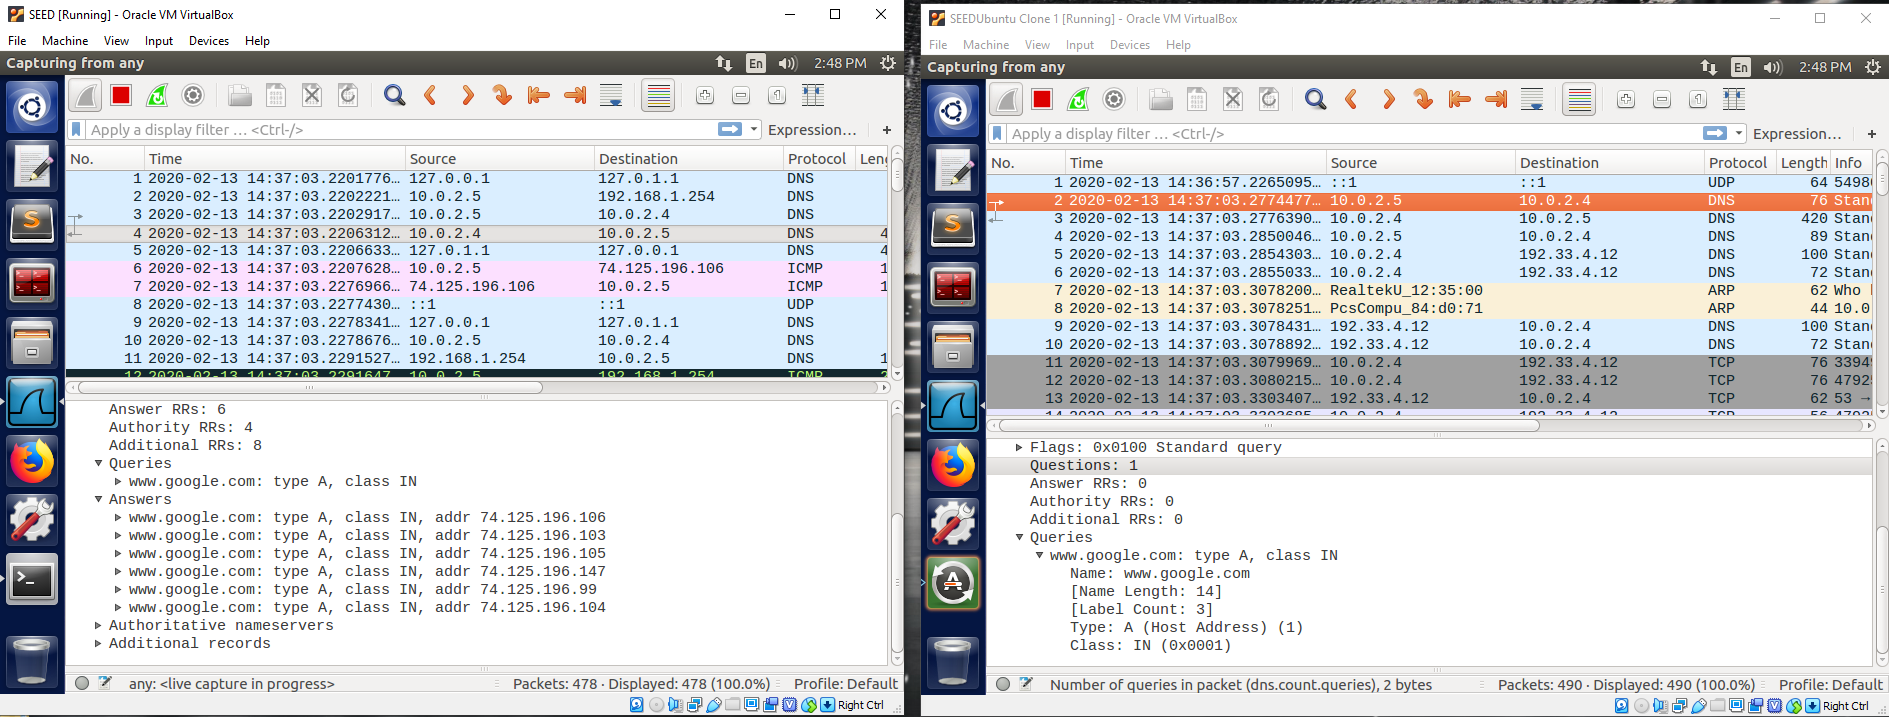 SEED [Running] - Oracle VM VirtualBox
File Machine View Input Devices Help
Capturing from any En 2:48 PM
Apply a display filter ... <Ctrl-/> Expression... +
No. Time Source Destination Protocol Leng
1 2020-02-13 14:37:03.2201776... 127.0.0.1 127.0.1.1 DNS
2 2020-02-13 14:37:03.2202221... 10.0.2.5 192.168.1.254 DNS
3 2020-02-13 14:37:03.2202917... 10.0.2.5 10.0.2.4 DNS
4 2020-02-13 14:37:03.2206312... 10.0.2.4 10.0.2.5 DNS 4
5 2020-02-13 14:37:03.2206633... 127.0.1.1 127.0.0.1 DNS 4
6 2020-02-13 14:37:03.2207628... 10.0.2.5 74.125.196.106 ICMP 1
7 2020-02-13 14:37:03.2276966... 74.125.196.106 10.0.2.5 ICMP 1
8 2020-02-13 14:37:03.2277430... ::1 ::1 UDP
9 2020-02-13 14:37:03.2278341... 127.0.0.1 127.0.1.1 DNS
10 2020-02-13 14:37:03.2278676... 10.0.2.5 10.0.2.4 DNS
11 2020-02-13 14:37:03.2291527... 192.168.1.254 10.0.2.5 DNS 1
12 2020-02-13 14:37:03.2291647... 10.0.2.5 192.168.1.254 ICMP
Answer RRs: 6
Authority RRs: 4
Additional RRs: 8
Queries
www.google.com: type A, class IN
Answers
www.google.com: type A, class IN, addr 74.125.196.106
www.google.com: type A, class IN, addr 74.125.196.103
www.google.com: type A, class IN, addr 74.125.196.105
www.google.com: type A, class IN, addr 74.125.196.147
www.google.com: type A, class IN, addr 74.125.196.99
www.google.com: type A, class IN, addr 74.125.196.104
Authoritative nameservers
Additional records
any: <live capture in progress> Packets: 478 · Displayed: 478 (100.0%) Profile: Default
Right Ctrl
SEEDUbuntu Clone 1 [Running] - Oracle VM VirtualBox
File Machine View Input Devices Help
Capturing from any En 2:48 PM
Apply a display filter ... <Ctrl-/> Expression... +
No. Time Source Destination Protocol Length Info
1 2020-02-13 14:36:57.2265095... ::1 ::1 UDP 64 5498
2 2020-02-13 14:37:03.2774477... 10.0.2.5 10.0.2.4 DNS 76 Stan
3 2020-02-13 14:37:03.2776390... 10.0.2.4 10.0.2.5 DNS 420 Stan
4 2020-02-13 14:37:03.2850046... 10.0.2.5 10.0.2.4 DNS 89 Stan
5 2020-02-13 14:37:03.2854303... 10.0.2.4 192.33.4.12 DNS 100 Stan
6 2020-02-13 14:37:03.2855033... 10.0.2.4 192.33.4.12 DNS 72 Stan
7 2020-02-13 14:37:03.3078200... RealtekU_12:35:00 ARP 62 Who
8 2020-02-13 14:37:03.3078251... PcsCompu_84:d0:71 ARP 44 10.0
9 2020-02-13 14:37:03.3078431... 192.33.4.12 10.0.2.4 DNS 100 Stan
10 2020-02-13 14:37:03.3078892... 192.33.4.12 10.0.2.4 DNS 72 Stan
11 2020-02-13 14:37:03.3079969... 10.0.2.4 192.33.4.12 TCP 76 3394
12 2020-02-13 14:37:03.3080215... 10.0.2.4 192.33.4.12 TCP 76 4792
13 2020-02-13 14:37:03.3303407... 192.33.4.12 10.0.2.4 TCP 62 53 →
Flags: 0x0100 Standard query
Questions: 1
Answer RRs: 0
Authority RRs: 0
Additional RRs: 0
Queries
www.google.com: type A, class IN
Name: www.google.com
[Name Length: 14]
[Label Count: 3]
Type: A (Host Address) (1)
Class: IN (0x0001)
Number of queries in packet (dns.count.queries), 2 bytes Packets: 490 · Displayed: 490 (100.0%) Profile: Default
Right Ctrl